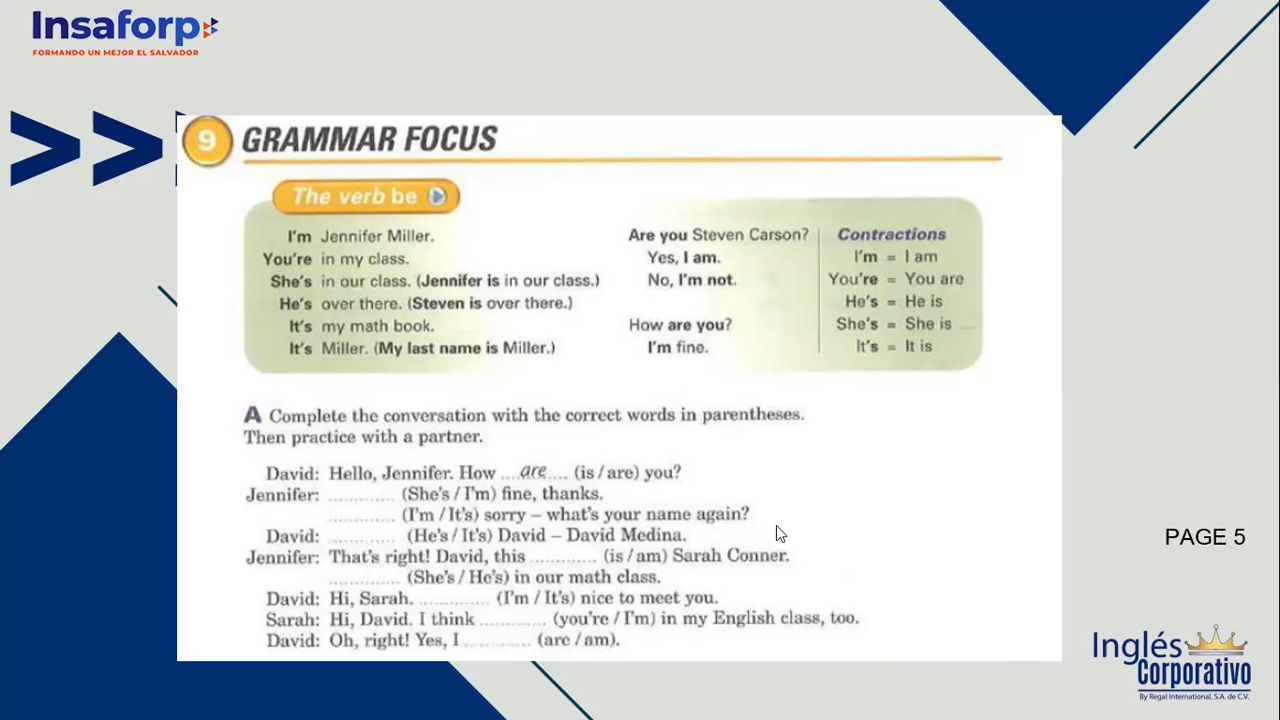 Insaforp
FORMANDO UN MEJOR EL SALVADOR
>>
9 GRAMMAR FOCUS
The verb be
I'm Jennifer Miller.
You're in my class.
She's in our class. (Jennifer is in our class.)
He's over there. (Steven is over there.)
It's my math book.
It's Miller. (My last name is Miller.)
Are you Steven Carson?
Yes, I am.
No, I'm not.
How are you?
I'm fine.
Contractions
I'm = I am
You're = You are
He's = He is
She's = She is
It's = It is
A Complete the conversation with the correct words in parentheses.
Then practice with a partner.
David: Hello, Jennifer. How ....are.... (is / are) you?
Jennifer: ............ (She's / I'm) fine, thanks.
............ (I'm / It's) sorry – what's your name again?
David: ............ (He's / It's) David – David Medina.
Jennifer: That's right! David, this ............ (is / am) Sarah Conner.
............ (She's / He's) in our math class.
David: Hi, Sarah. ............ (I'm / It's) nice to meet you.
Sarah: Hi, David. I think ............ (you're / I'm) in my English class, too.
David: Oh, right! Yes, I ............ (are / am).
PAGE 5
Inglés
Corporativo
By Regal International, S.A. de C.V.